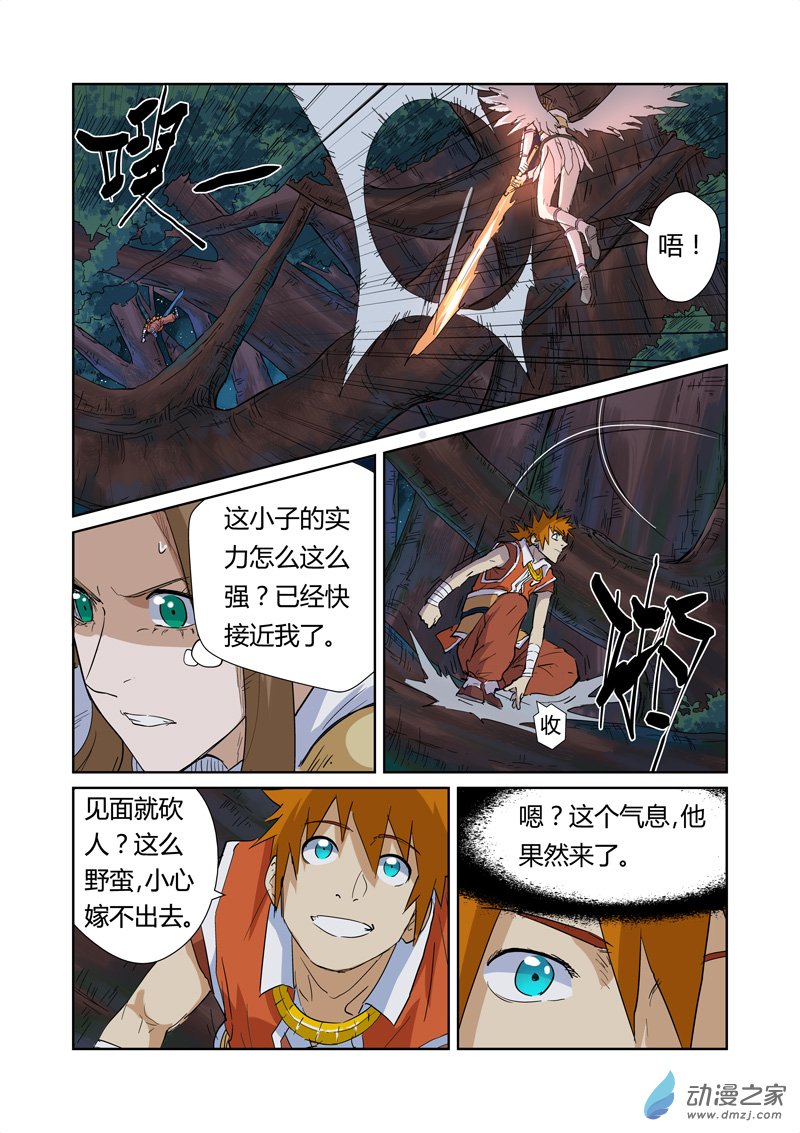 唔！
这小子的实
力怎么这么
强？已经快
接近我了。
收
见面就砍
人？这么
野蛮,小心
嫁不出去。
嗯？这个气息,他
果然来了。
动漫之家
www.dmzj.com